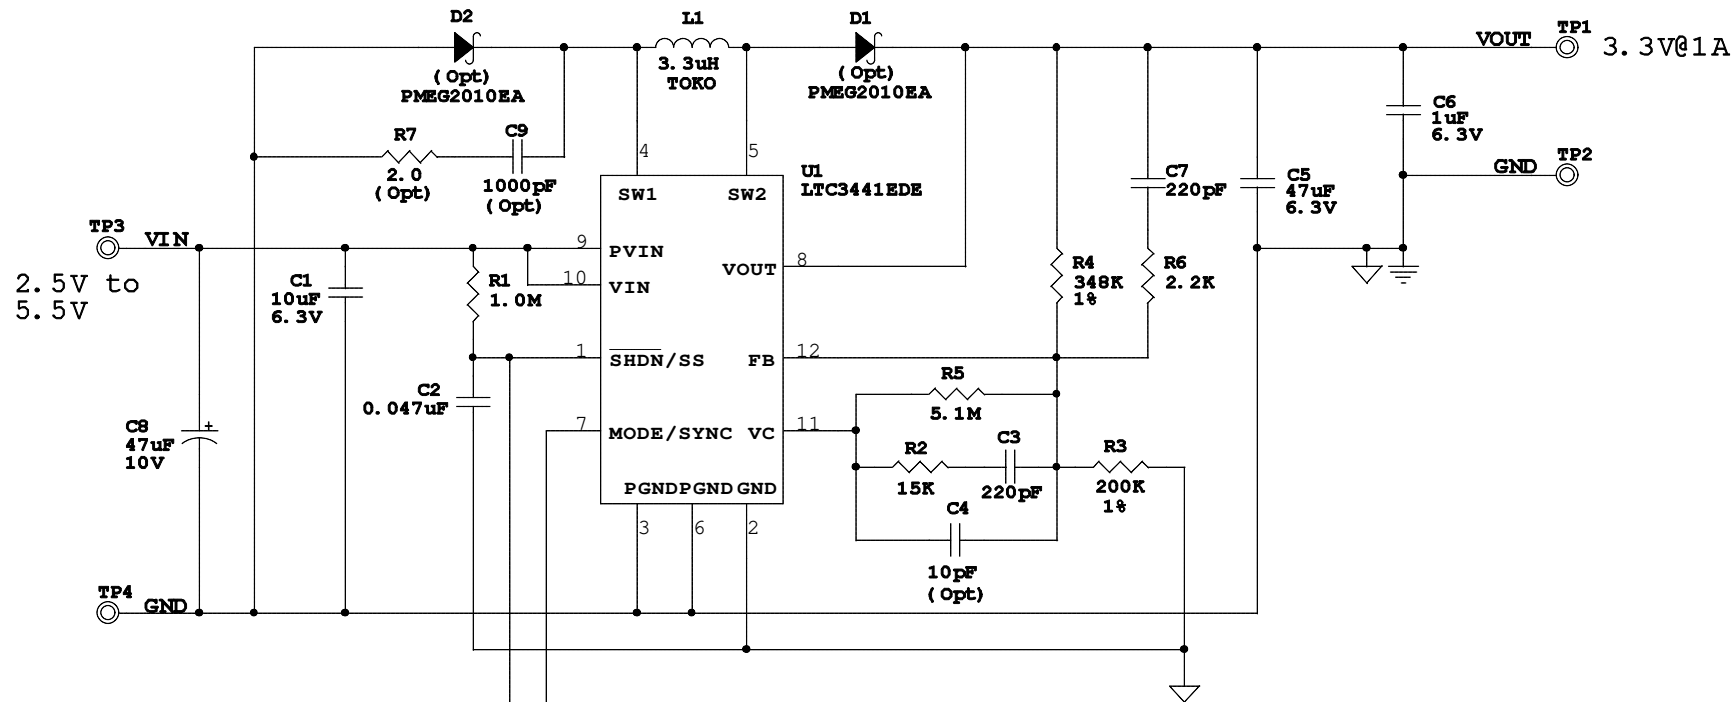 D2
L1
D1
TP1
VOUT
3.3V@1A
(Opt)
PMEG2010EA
3.3uH
TOKO
(Opt)
PMEG2010EA
R7
2.0
(Opt)
C9
1000pF
(Opt)
4
5
SW1
SW2
U1
LTC3441EDE
C7
220pF
C5
47uF
6.3V
C6
1uF
6.3V
GND
TP2
TP3
VIN
2.5V to
5.5V
C1
10uF
6.3V
R1
1.0M
9
PVIN
10
VIN
VOUT
8
R4
348K
1%
R6
2.2K
1
SHDN/SS
FB
12
C2
0.047uF
R5
5.1M
C8
+
47uF
10V
7
MODE/SYNC
VC
11
R2
15K
C3
220pF
R3
200K
1%
PGND
PGND
GND
3
6
2
C4
10pF
(Opt)
TP4
GND